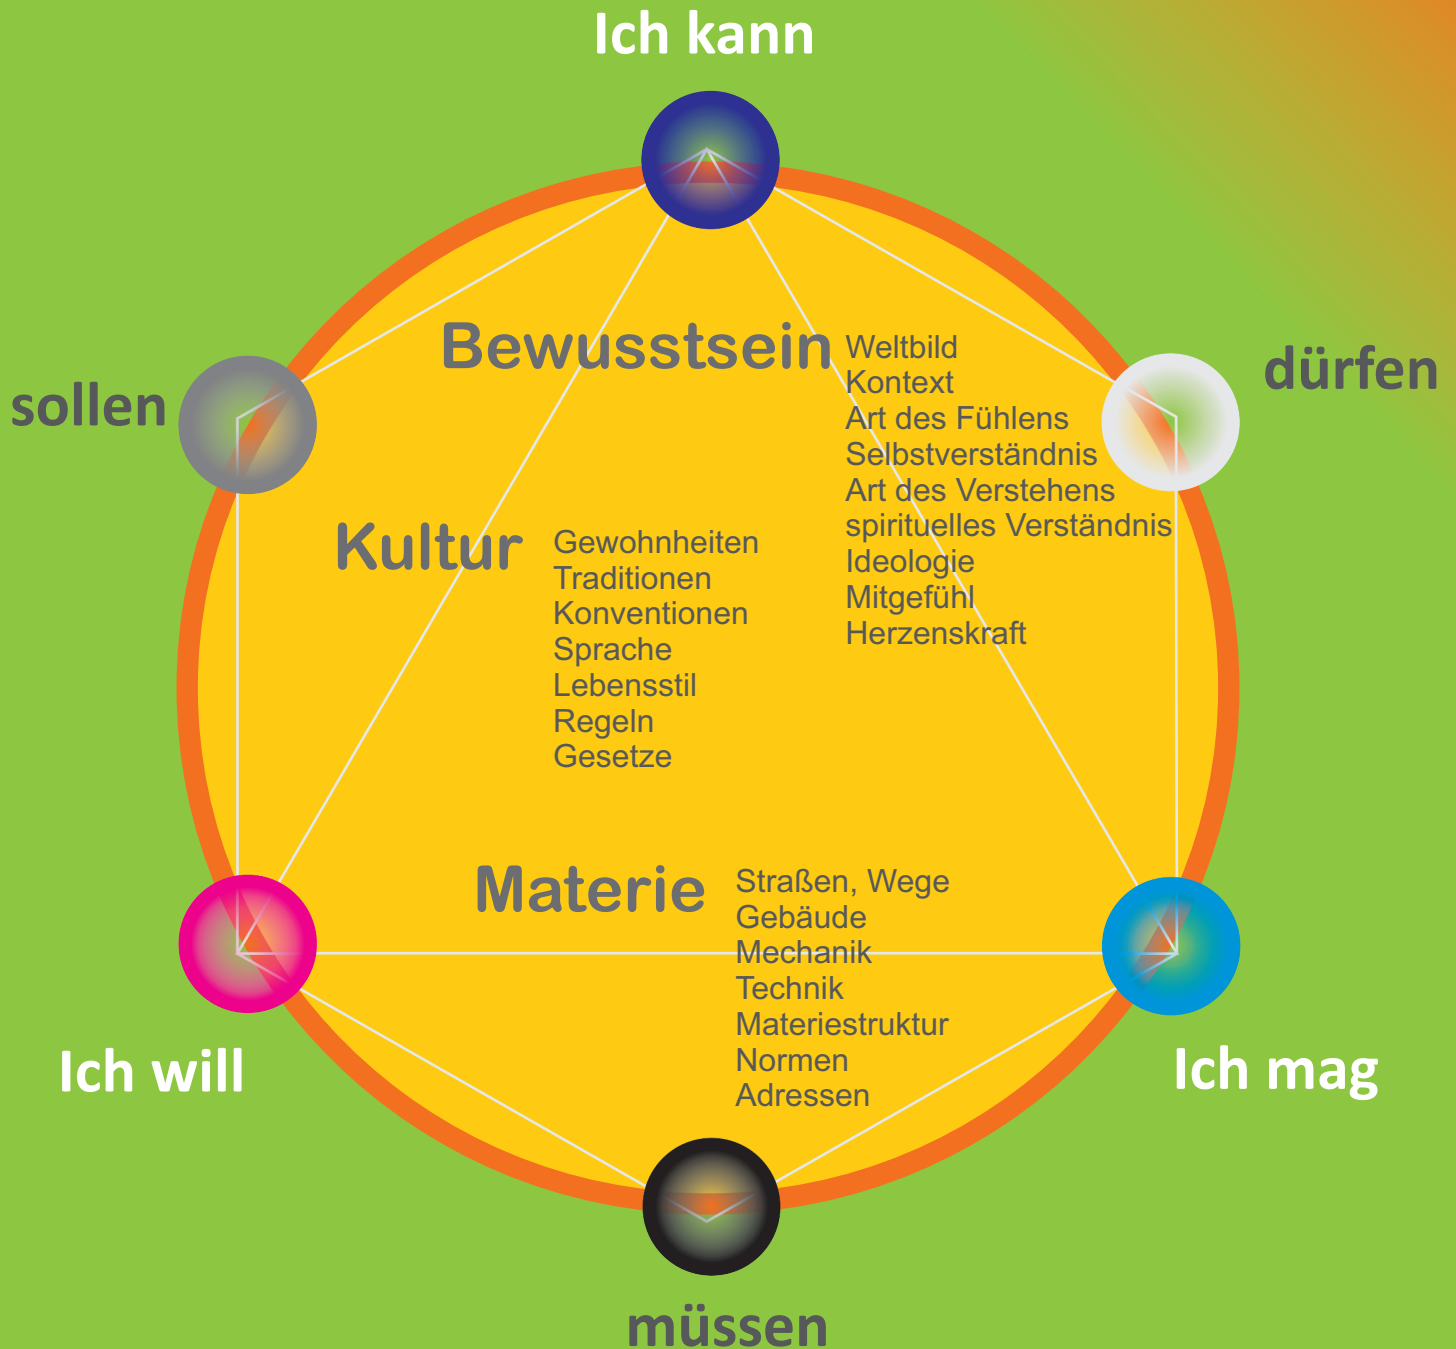 Ich kann
Bewusstsein
Weltbild
Kontext
Art des Fühlens
Selbstverständnis
Art des Verstehens
spirituelles Verständnis
Ideologie
Mitgefühl
Herzenskraft
dürfen
sollen
Kultur
Gewohnheiten
Traditionen
Konventionen
Sprache
Lebensstil
Regeln
Gesetze
Materie
Straßen, Wege
Gebäude
Mechanik
Technik
Materiestruktur
Normen
Adressen
Ich will
Ich mag
müssen